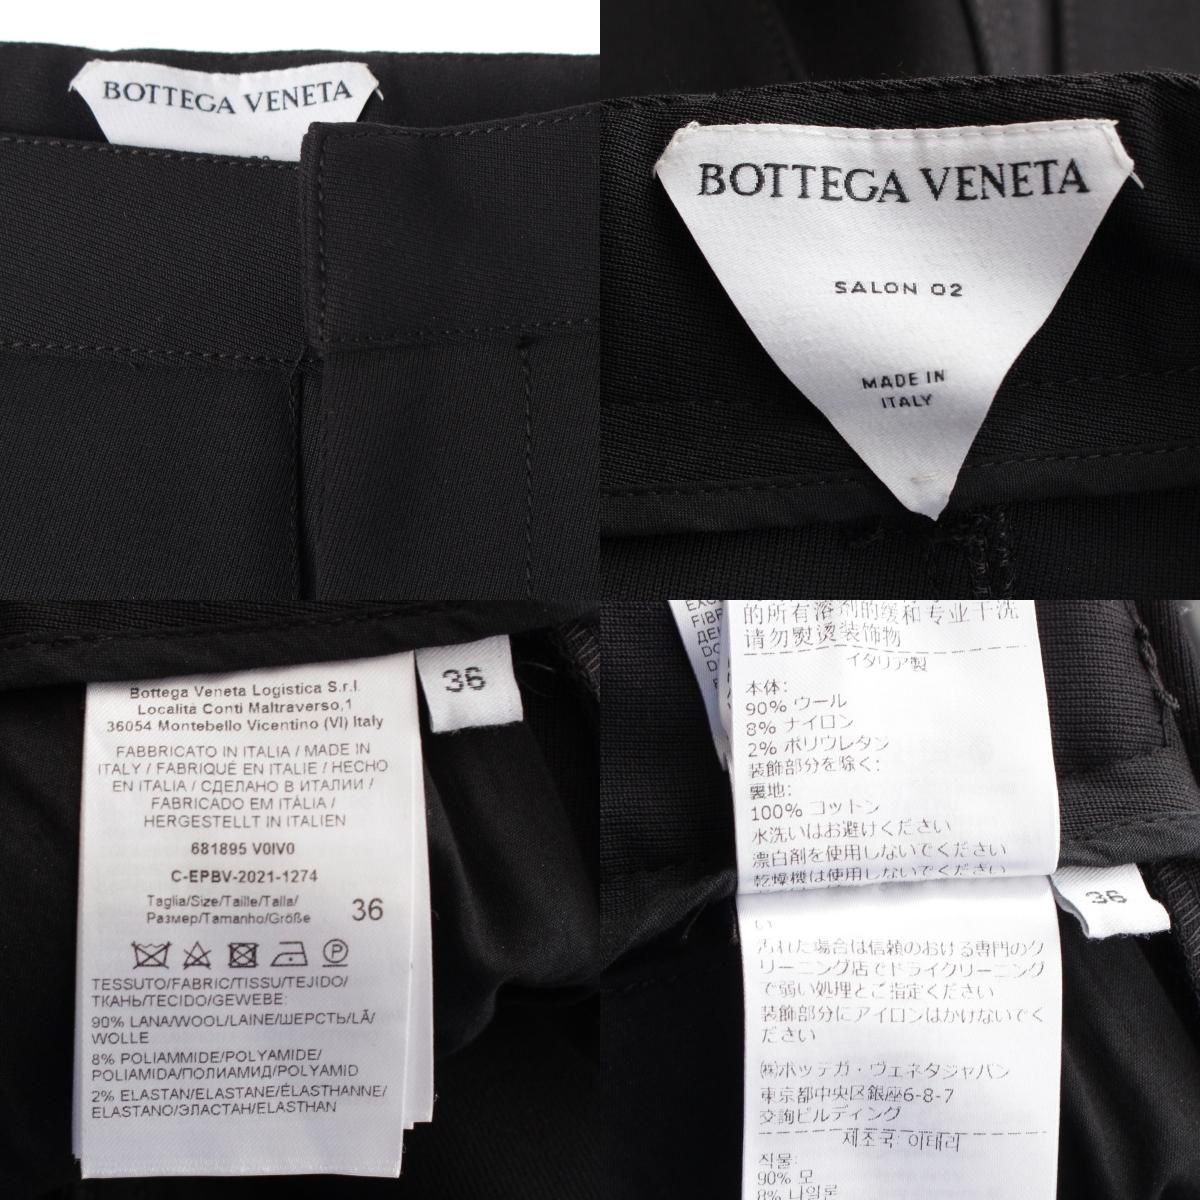 BOTTEGA VENETA
BOTTEGA VENETA
SALON 02
MADE IN
ITALY
Bottega Veneta Logistica S.r.l.
Località Conti Maltraverso,1
36054 Montebello Vicentino (VI) Italy
FABBRICATO IN ITALIA / MADE IN
ITALY / FABRIQUÉ EN ITALIE / HECHO
EN ITALIA / СДЕЛАНО В ИТАЛИИ /
FABRICADO EM ITÁLIA /
HERGESTELLT IN ITALIEN
681895 V0IV0
C-EPBV-2021-1274
Taglia/Size/Taille/Talla/
Размер/Tamanho/Größe
36
TESSUTO/FABRIC/TISSU/TEJIDO/
ТКАНЬ/TECIDO/GEWEBE:
90% LANA/WOOL/LAINE/ШЕРСТЬ/LÃ/
WOLLE
8% POLIAMMIDE/POLYAMIDE/
POLIAMIDA/ПОЛИАМИД/POLYAMID
2% ELASTAN/ELASTANE/ÉLASTHANNE/
ELASTANO/ЭЛАСТАН/ELASTHAN
36
的所有溶剂的缓和专业干洗
请勿熨烫装饰物
イタリア製
本体:
90% ウール
8% ナイロン
2% ポリウレタン
装飾部分を除く:
裏地:
100% コットン
水洗いはお避けください
漂白剤を使用しないでください
乾燥機は使用しないでください
い
汚れた場合は信頼のおける専門のク
リーニング店でドライクリーニング
で弱い処理とご指定ください
装飾部分にアイロンはかけないでく
ださい
㈱ボッテガ・ヴェネタジャパン
東京都中央区銀座6-8-7
交詢ビルディング
제조국: 이태리
직물:
90% 모
8% 나일론
36